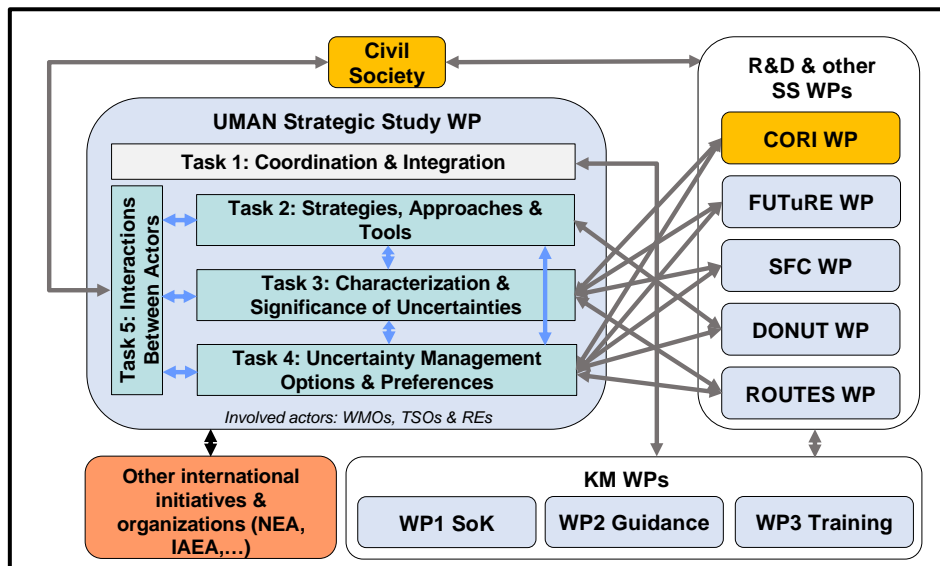 Civil
Society
R&D & other
SS WPs
UMAN Strategic Study WP
Task 1: Coordination & Integration
Task 5: Interactions
Between Actors
Task 2: Strategies, Approaches &
Tools
Task 3: Characterization &
Significance of Uncertainties
Task 4: Uncertainty Management
Options & Preferences
Involved actors: WMOs, TSOs & REs
CORI WP
FUTuRE WP
SFC WP
DONUT WP
ROUTES WP
Other international
initiatives &
organizations (NEA,
IAEA,...)
KM WPs
WP1 SoK
WP2 Guidance
WP3 Training